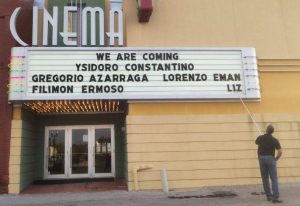 CINEMA
WE ARE COMING
YSIDORO CONSTANTINO
GREGORIO AZARRAGA LORENZO EMAN
FILIMON ERMOSO LIZ